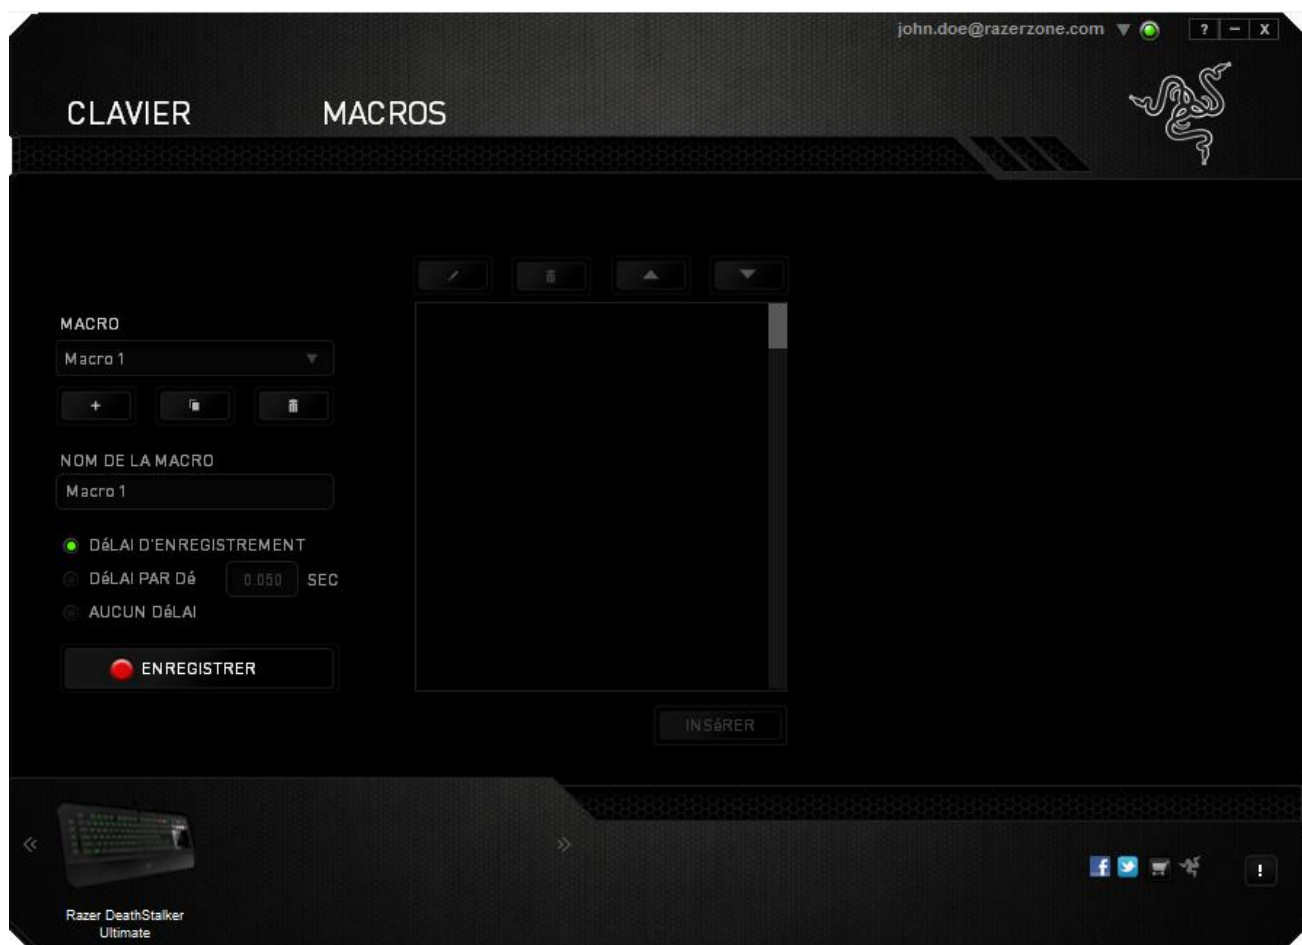 john.doe@razerzone.com
? - X
CLAVIER MACROS
MACRO
Macro 1
+
NOM DE LA MACRO
Macro 1
DéLAI D'ENREGISTREMENT
DéLAI PAR Dé 0.050 SEC
AUCUN DéLAI
ENREGISTRER
INSéRER
Razer DeathStalker
Ultimate
!